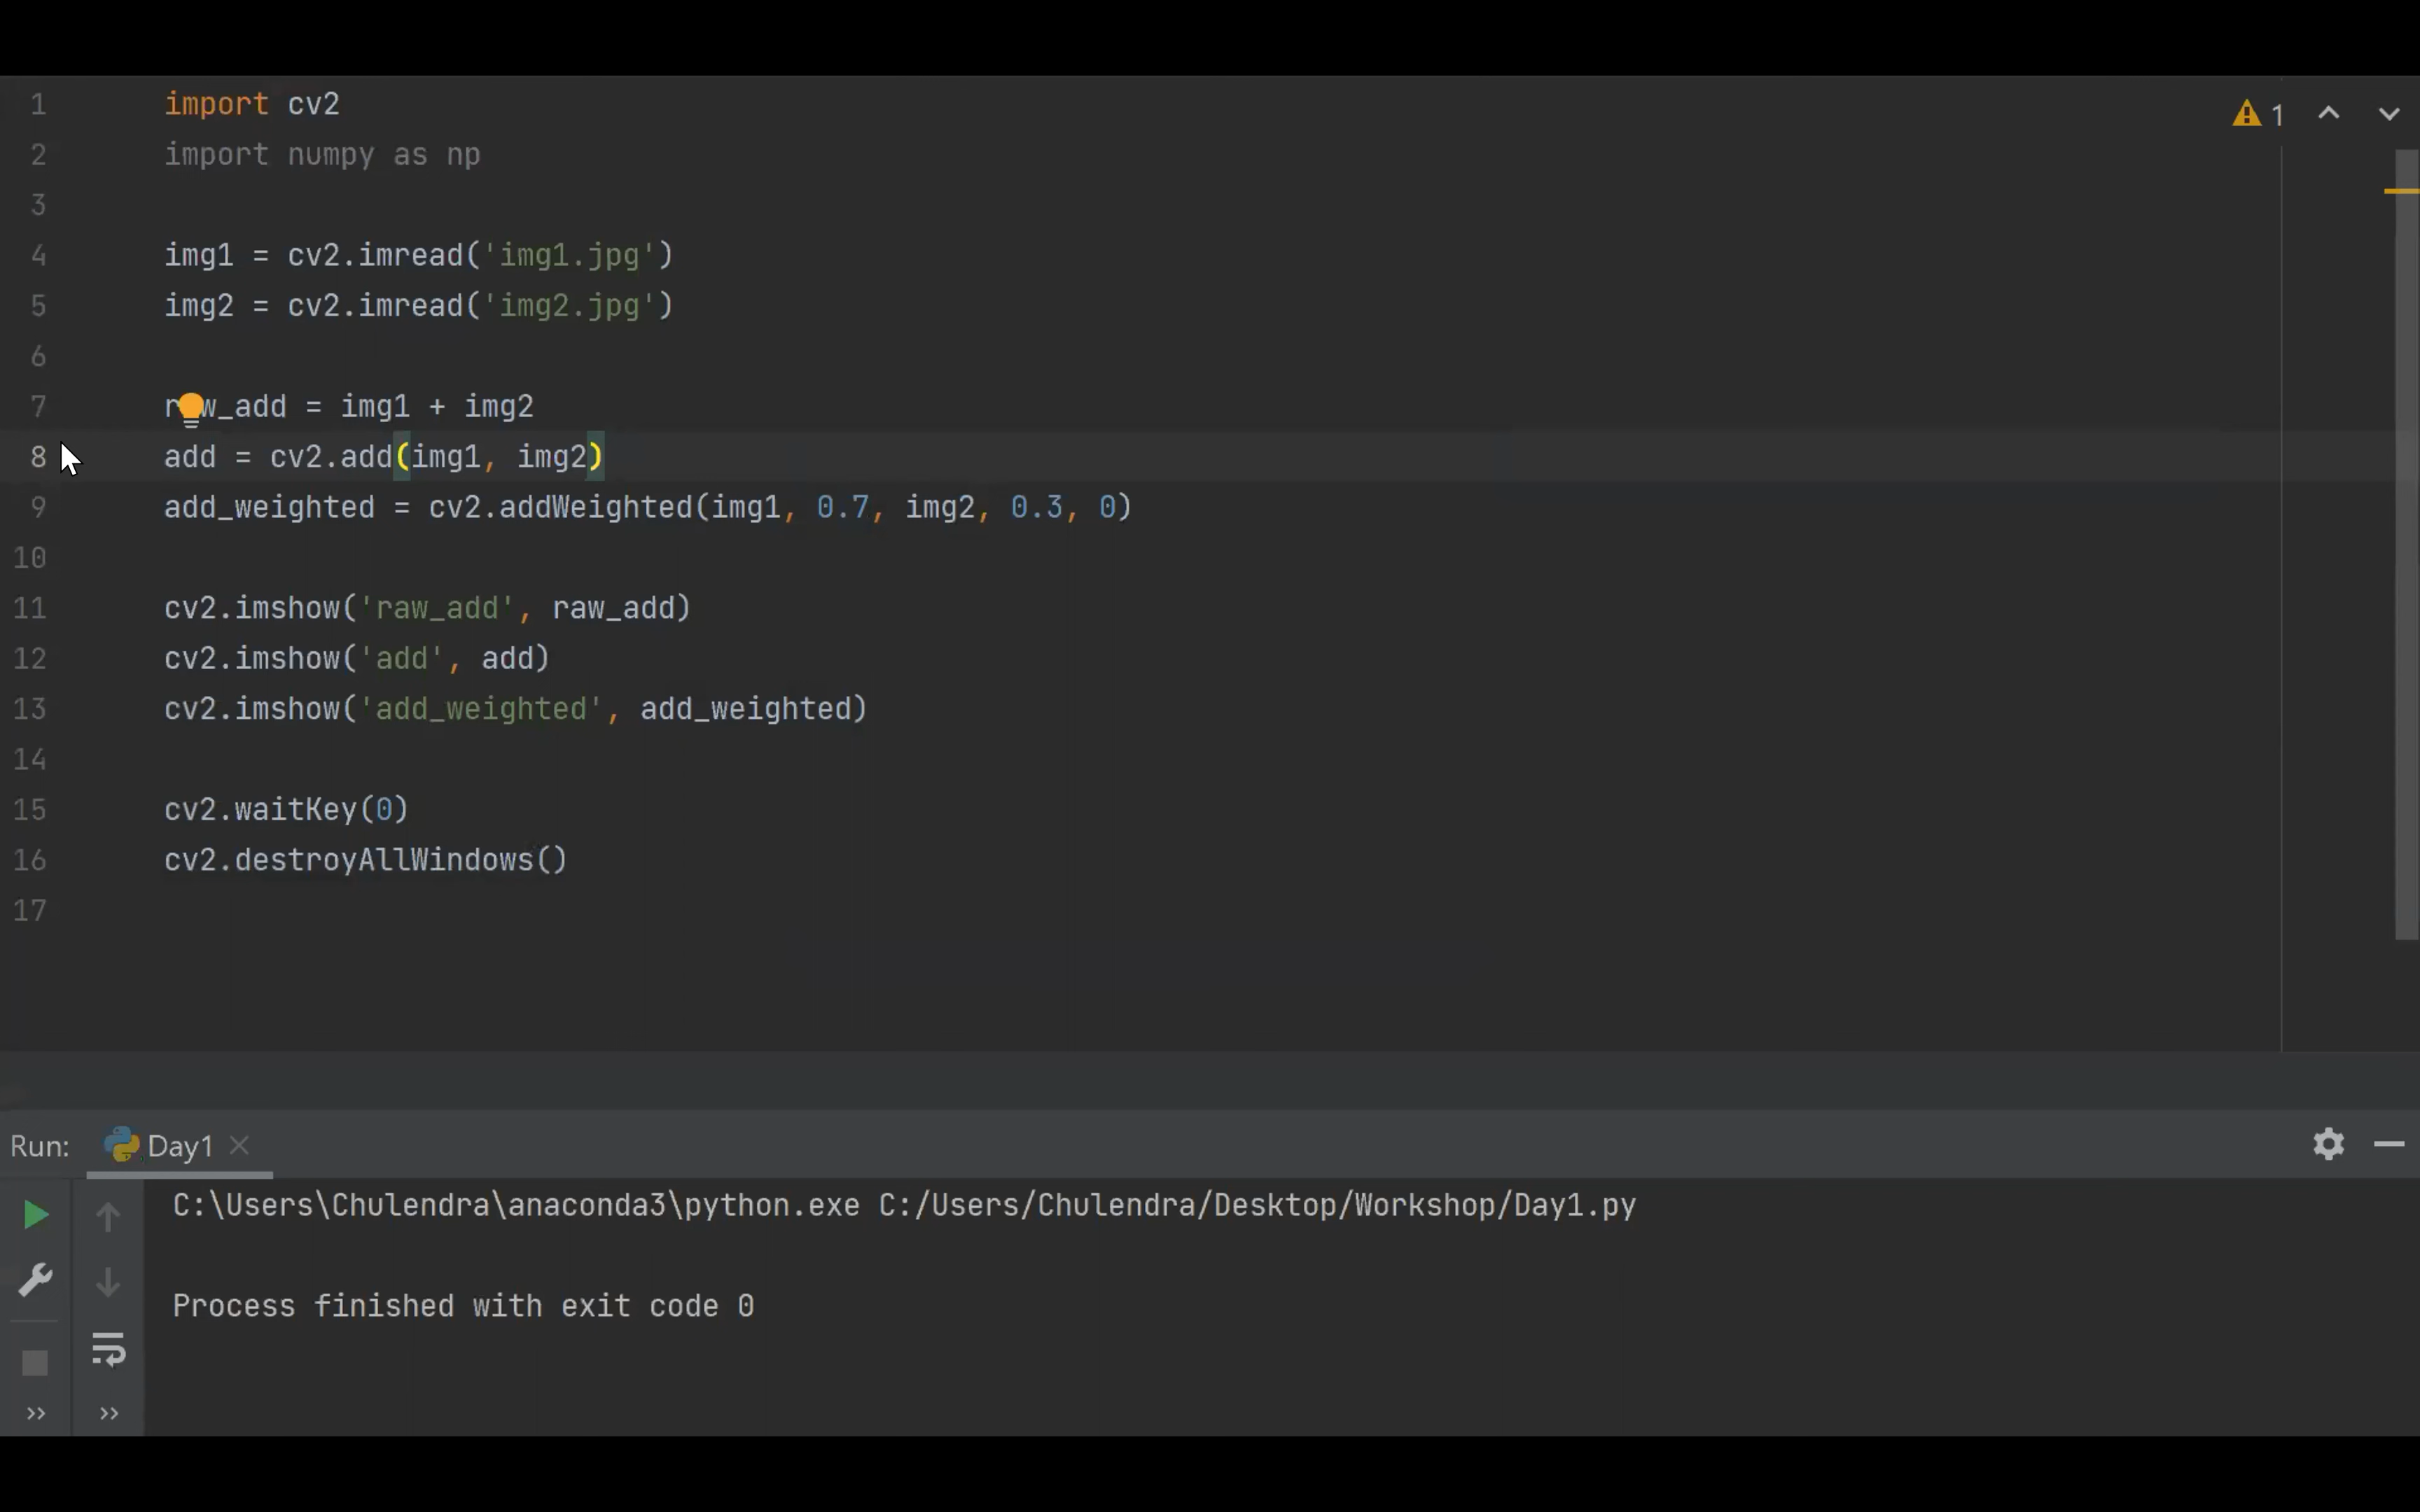 1 import cv2
2 import numpy as np
3
4 img1 = cv2.imread('img1.jpg')
5 img2 = cv2.imread('img2.jpg')
6
7 raw_add = img1 + img2
8 add = cv2.add(img1, img2)
9 add_weighted = cv2.addWeighted(img1, 0.7, img2, 0.3, 0)
10
11 cv2.imshow('raw_add', raw_add)
12 cv2.imshow('add', add)
13 cv2.imshow('add_weighted', add_weighted)
14
15 cv2.waitKey(0)
16 cv2.destroyAllWindows()
17
1
Run: Day1
C:\Users\Chulendra\anaconda3\python.exe C:/Users/Chulendra/Desktop/Workshop/Day1.py
Process finished with exit code 0